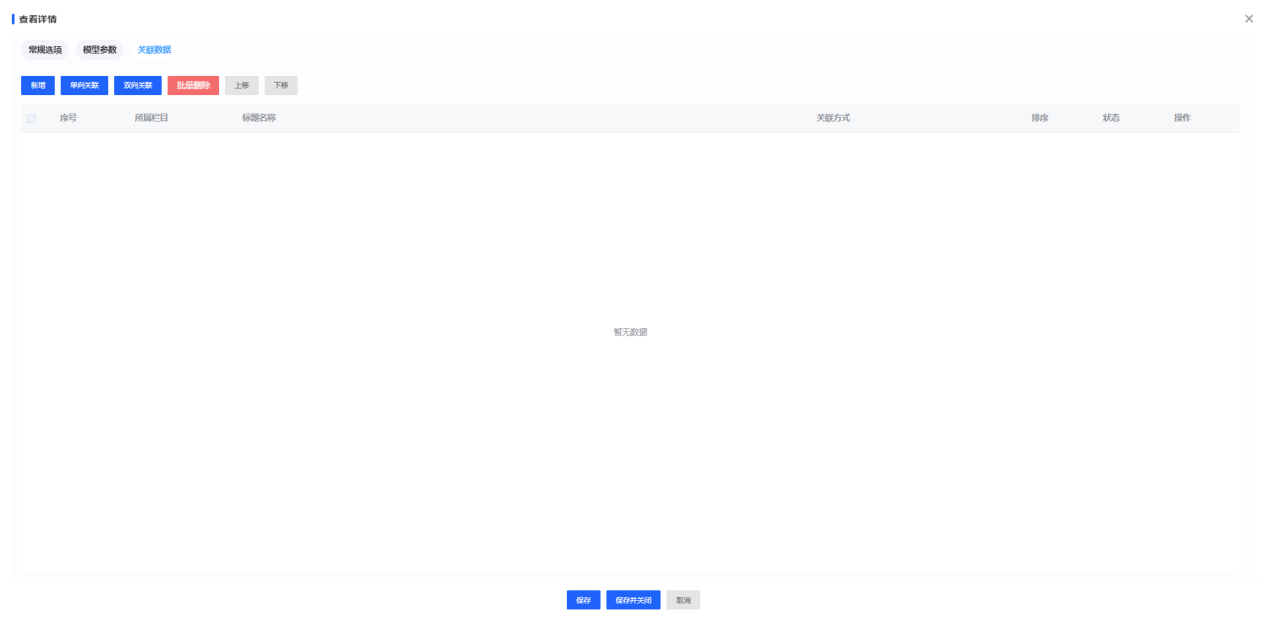 查看详情
常规选项 模型参数 关联数据
新增 单向关联 双向关联 批量删除 上移 下移
序号 所属栏目 标题名称 关联方式 排序 状态 操作
暂无数据
保存 保存并关闭 取消